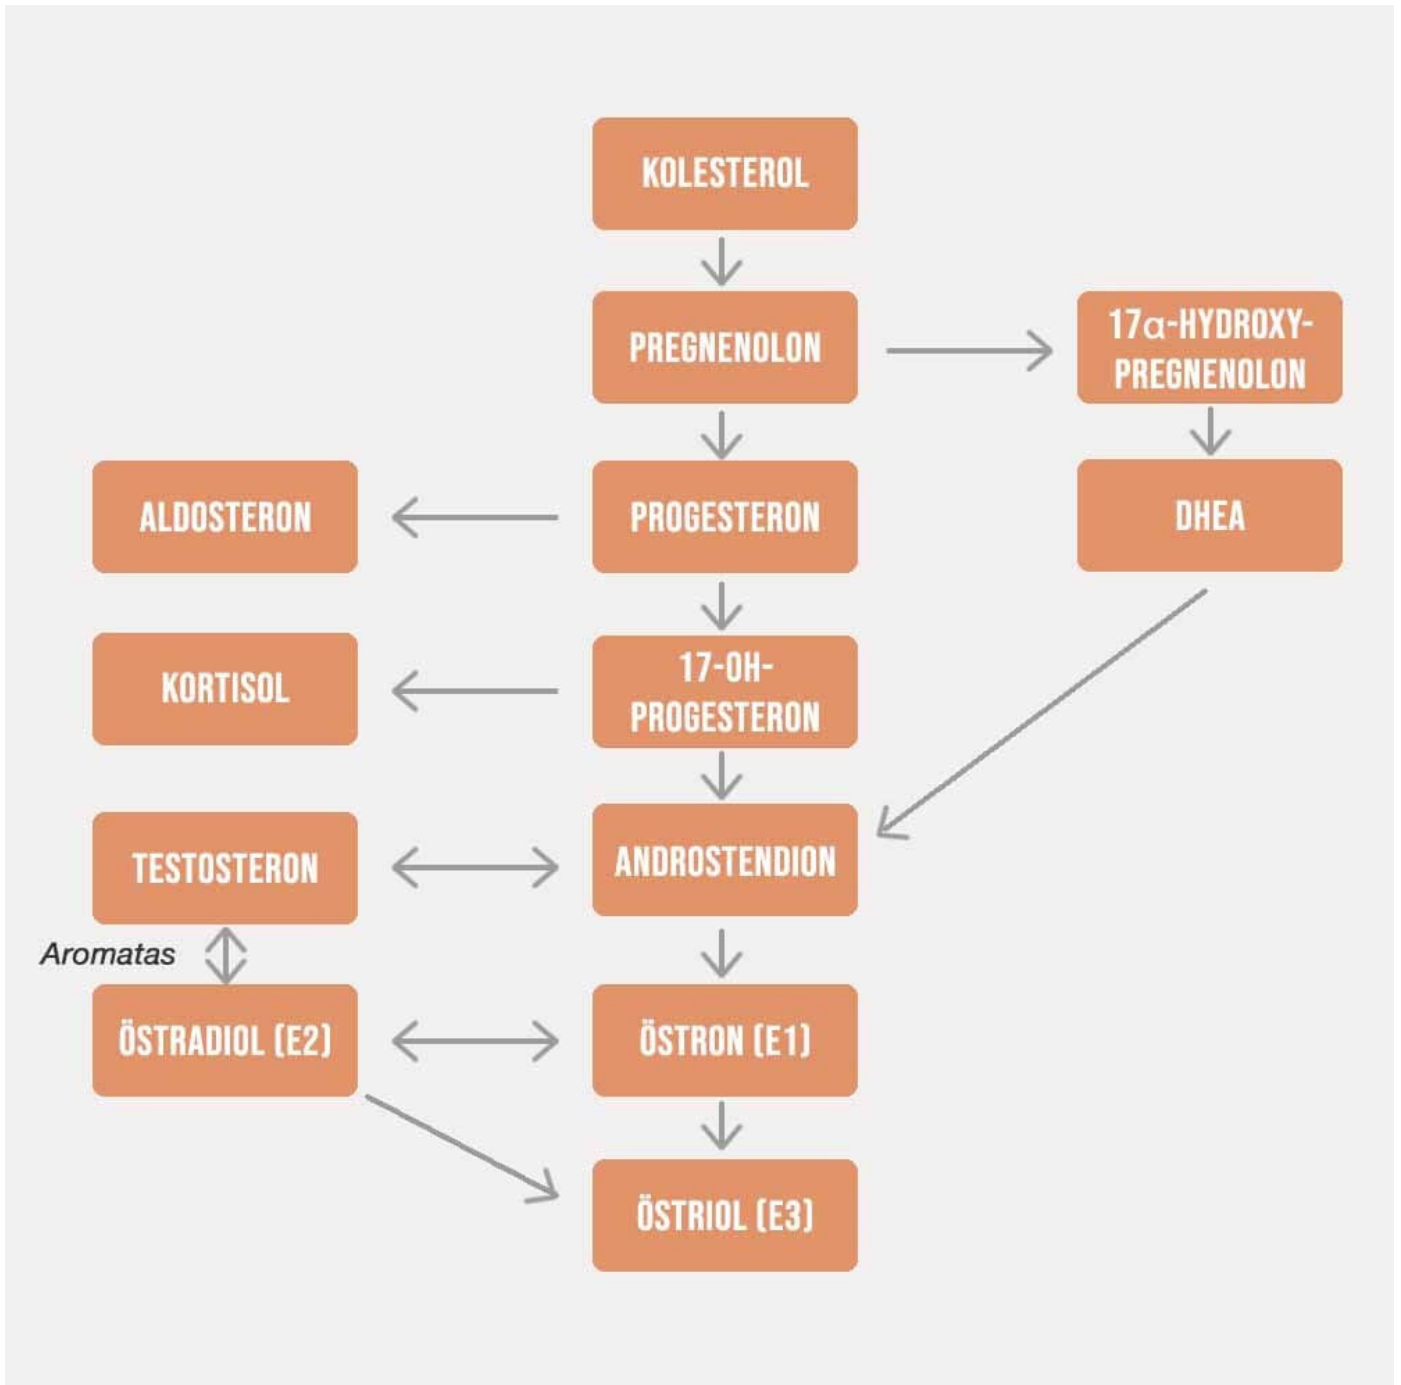 KOLESTEROL
PREGNENOLON
17α-HYDROXY-
PREGNENOLON
ALDOSTERON
PROGESTERON
DHEA
KORTISOL
17-OH-
PROGESTERON
TESTOSTERON
ANDROSTENDION
Aromatas
ÖSTRADIOL (E2)
ÖSTRON (E1)
ÖSTRIOL (E3)